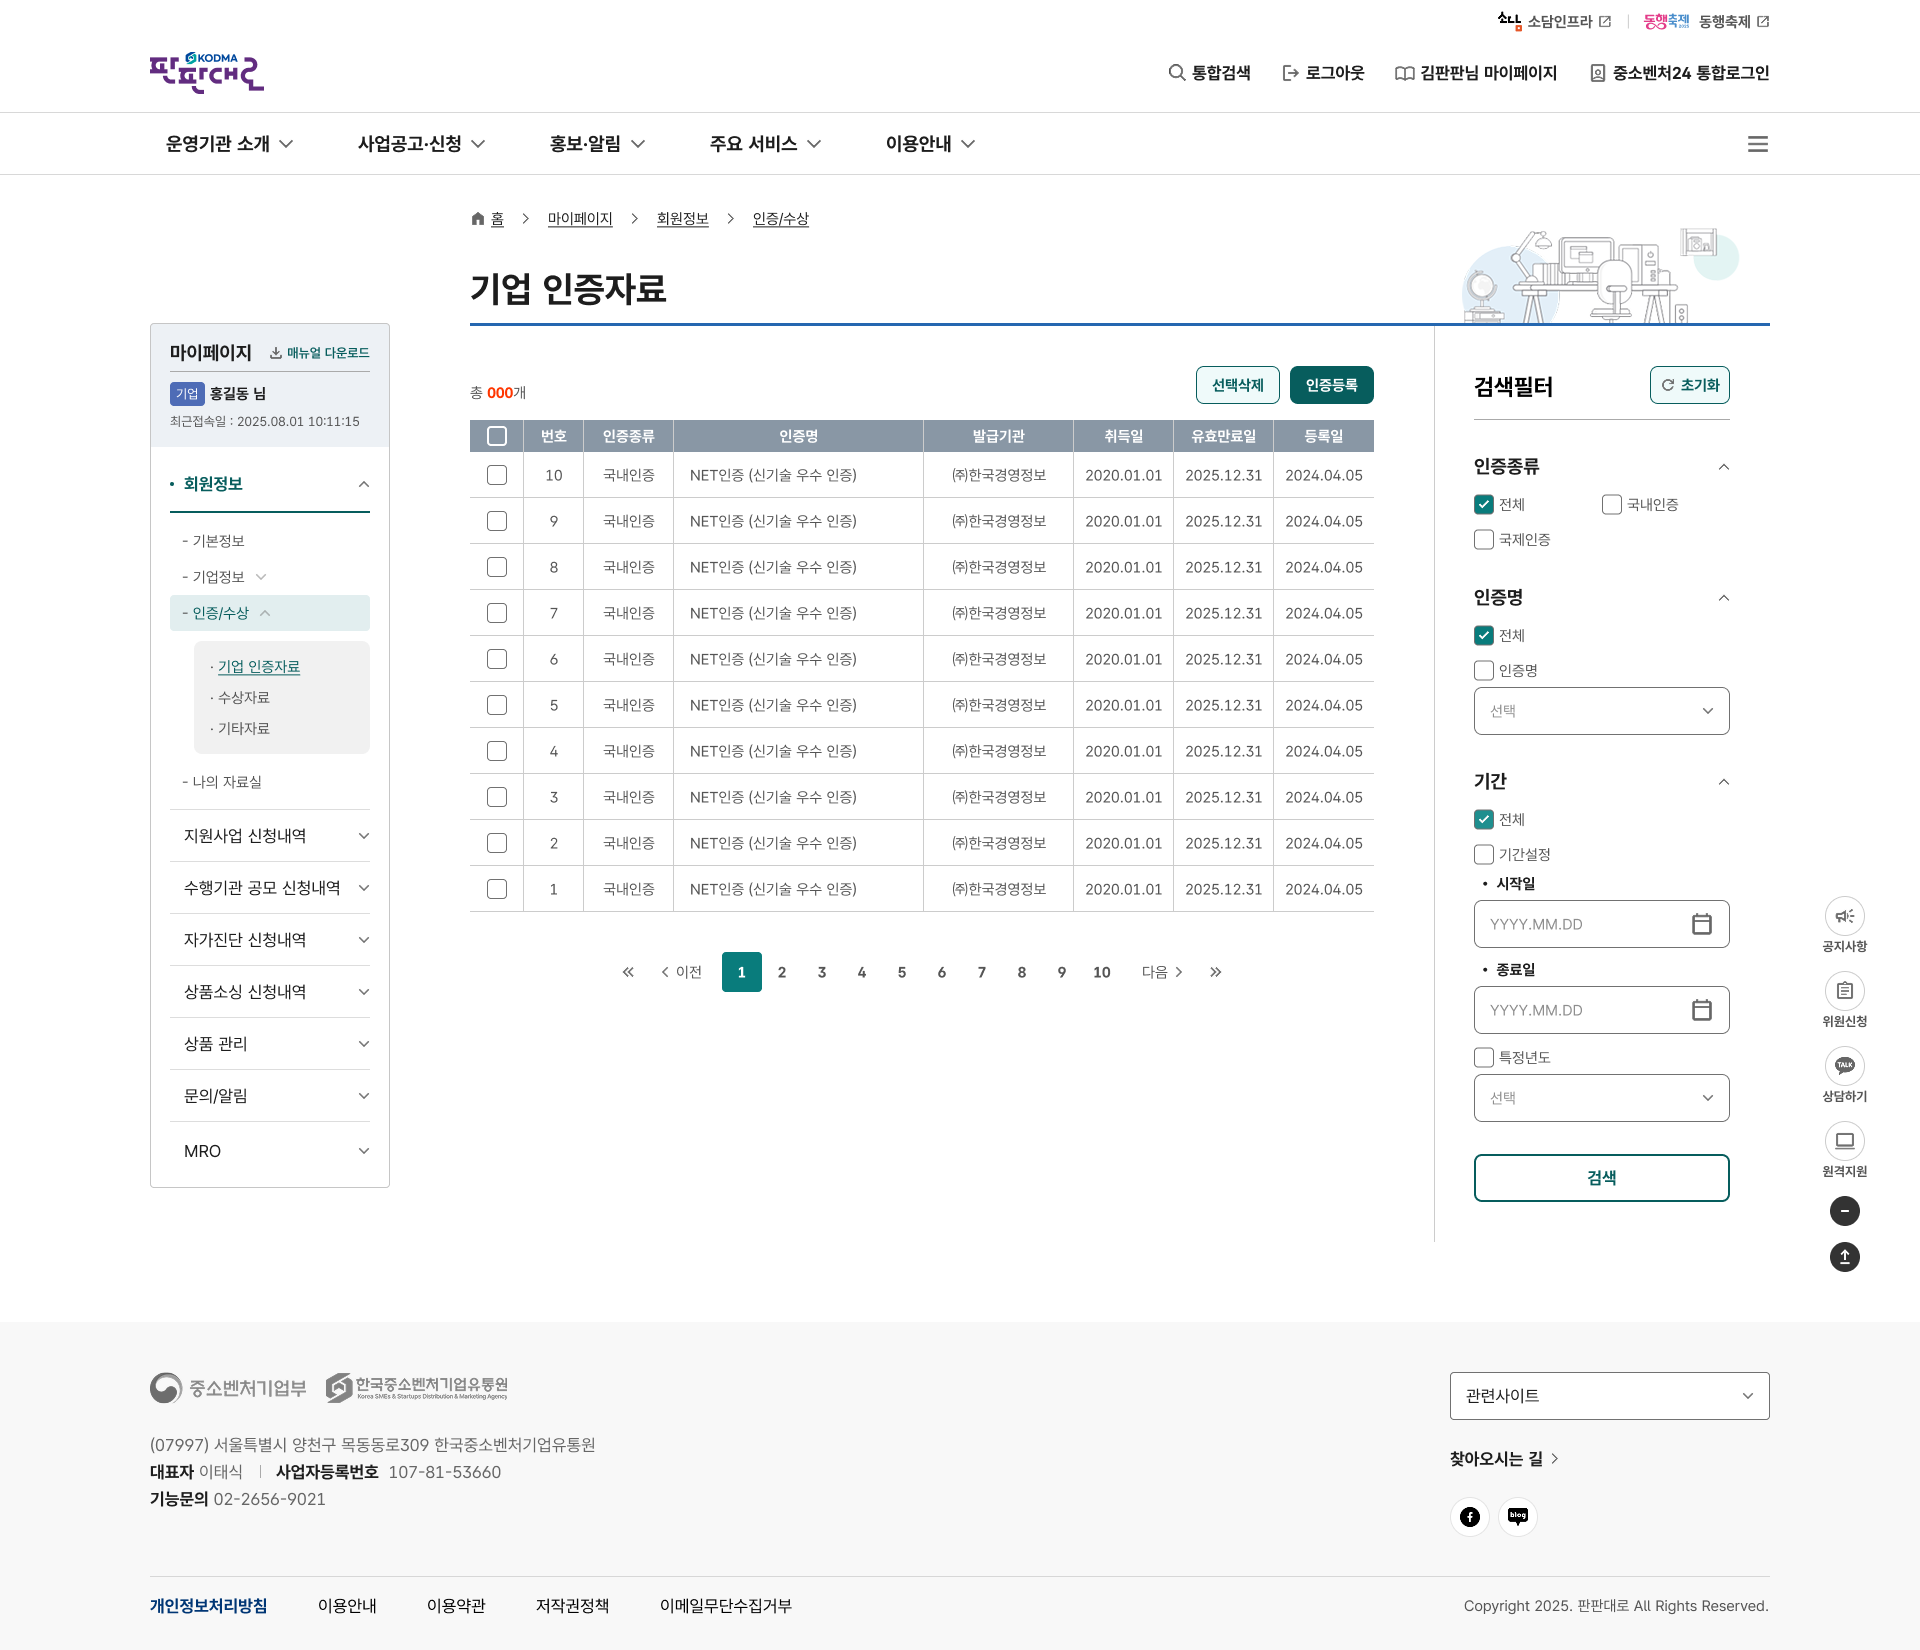 소담인프라
동행축제 동행축제
KODMA
판판대로
통합검색
로그아웃
김판판님 마이페이지
중소벤처24 통합로그인
운영기관 소개
사업공고·신청
홍보·알림
주요 서비스
이용안내
홈
마이페이지
회원정보
인증/수상
기업 인증자료
마이페이지
매뉴얼 다운로드
기업 홍길동 님
최근접속일 : 2025.08.01 10:11:15
• 회원정보
- 기본정보
- 기업정보
- 인증/수상
· 기업 인증자료
· 수상자료
· 기타자료
- 나의 자료실
지원사업 신청내역
수행기관 공모 신청내역
자가진단 신청내역
상품소싱 신청내역
상품 관리
문의/알림
MRO
총 000개
선택삭제
인증등록
번호 인증종류 인증명 발급기관 취득일 유효만료일 등록일
10 국내인증 NET인증 (신기술 우수 인증) ㈜한국경영정보 2020.01.01 2025.12.31 2024.04.05
9 국내인증 NET인증 (신기술 우수 인증) ㈜한국경영정보 2020.01.01 2025.12.31 2024.04.05
8 국내인증 NET인증 (신기술 우수 인증) ㈜한국경영정보 2020.01.01 2025.12.31 2024.04.05
7 국내인증 NET인증 (신기술 우수 인증) ㈜한국경영정보 2020.01.01 2025.12.31 2024.04.05
6 국내인증 NET인증 (신기술 우수 인증) ㈜한국경영정보 2020.01.01 2025.12.31 2024.04.05
5 국내인증 NET인증 (신기술 우수 인증) ㈜한국경영정보 2020.01.01 2025.12.31 2024.04.05
4 국내인증 NET인증 (신기술 우수 인증) ㈜한국경영정보 2020.01.01 2025.12.31 2024.04.05
3 국내인증 NET인증 (신기술 우수 인증) ㈜한국경영정보 2020.01.01 2025.12.31 2024.04.05
2 국내인증 NET인증 (신기술 우수 인증) ㈜한국경영정보 2020.01.01 2025.12.31 2024.04.05
1 국내인증 NET인증 (신기술 우수 인증) ㈜한국경영정보 2020.01.01 2025.12.31 2024.04.05
이전 1 2 3 4 5 6 7 8 9 10 다음
검색필터
초기화
인증종류
전체
국내인증
국제인증
인증명
전체
인증명
선택
기간
전체
기간설정
• 시작일
YYYY.MM.DD
• 종료일
YYYY.MM.DD
특정년도
선택
검색
공지사항
위원신청
TALK
상담하기
원격지원
중소벤처기업부
한국중소벤처기업유통원
Korea SMEs & Startups Distribution & Marketing Agency
(07997) 서울특별시 양천구 목동동로309 한국중소벤처기업유통원
대표자 이태식 사업자등록번호 107-81-53660
기능문의 02-2656-9021
관련사이트
찾아오시는 길
blog
개인정보처리방침
이용안내
이용약관
저작권정책
이메일무단수집거부
Copyright 2025. 판판대로 All Rights Reserved.